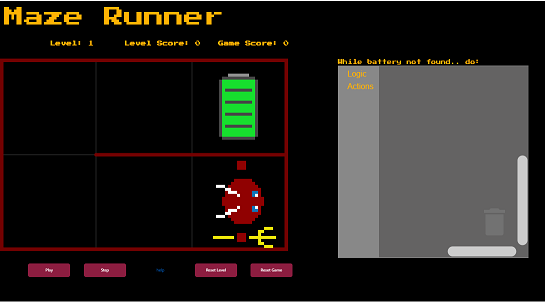 Maze Runner
Level: 1 Level Score: 0 Game Score: 0
While battery not found.. do:
Logic
Actions
Play Stop Help Reset Level Reset Game